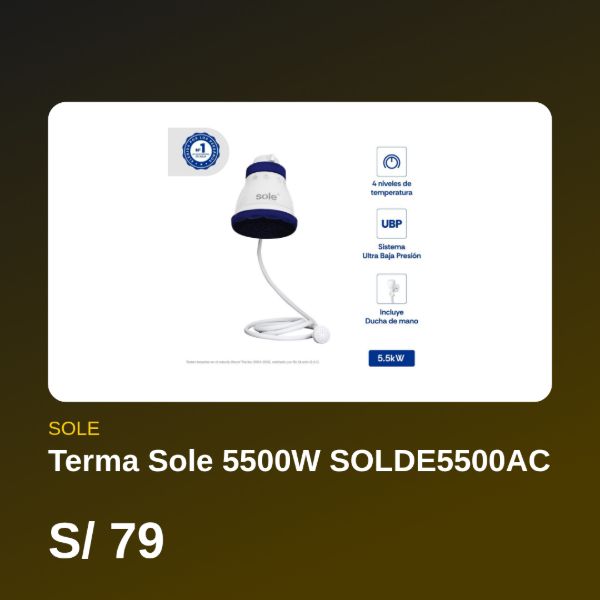 Nº1
sole
4 niveles de
temperatura
UBP
Sistema
Ultra Baja Presión
Incluye
Ducha de mano
5.5kW
SOLE
Terma Sole 5500W SOLDE5500AC
S/ 79